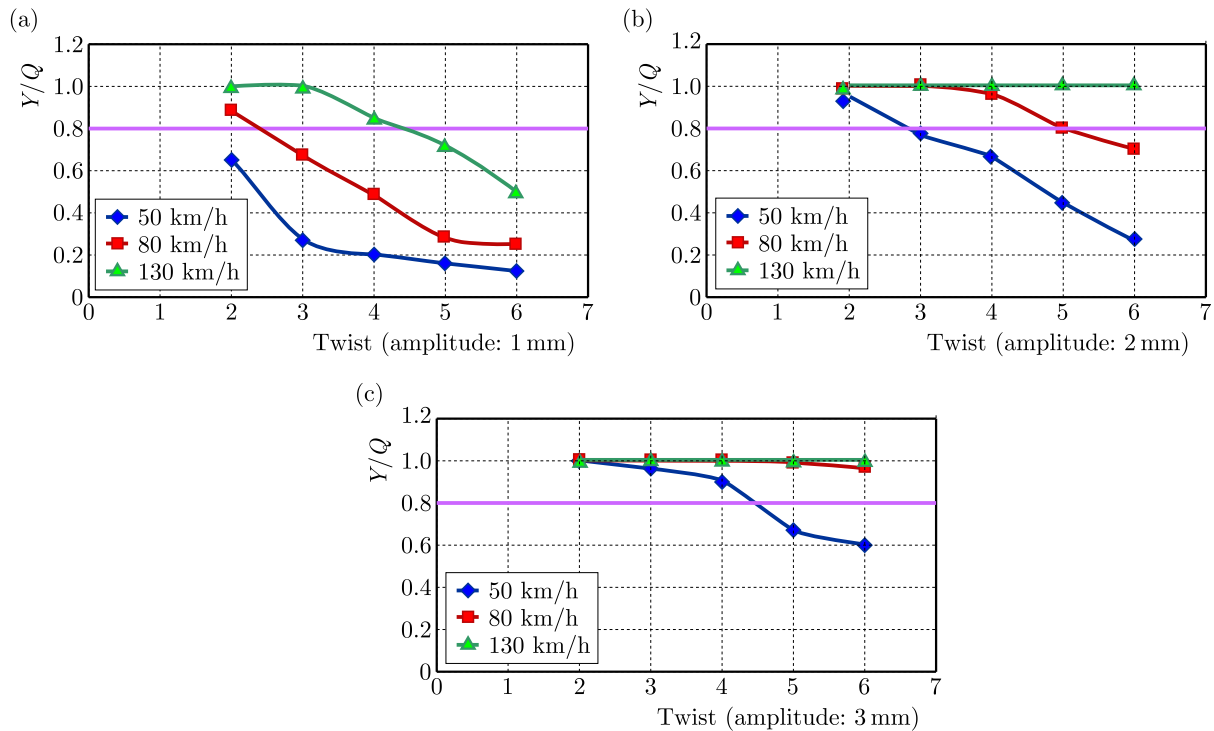 (a)
Y/Q
1.2
1.0
0.8
0.6
0.4
0.2
0
50 km/h
80 km/h
130 km/h
0 1 2 3 4 5 6 7
Twist (amplitude: 1 mm)
(b)
Y/Q
1.2
1.0
0.8
0.6
0.4
0.2
0
50 km/h
80 km/h
130 km/h
0 1 2 3 4 5 6 7
Twist (amplitude: 2 mm)
(c)
Y/Q
1.2
1.0
0.8
0.6
0.4
0.2
0
50 km/h
80 km/h
130 km/h
0 1 2 3 4 5 6 7
Twist (amplitude: 3 mm)